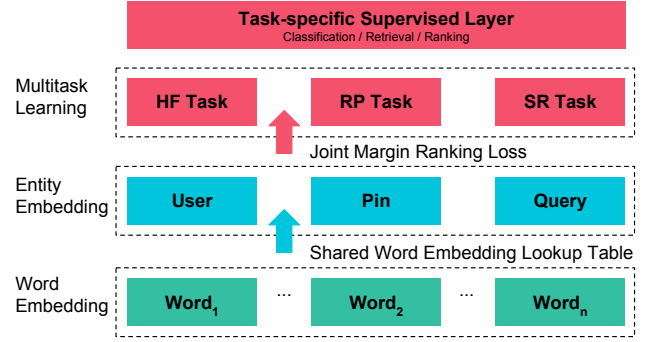 Task-specific Supervised Layer
Classification / Retrieval / Ranking
Multitask
Learning
HF Task
RP Task
SR Task
Joint Margin Ranking Loss
Entity
Embedding
User
Pin
Query
Shared Word Embedding Lookup Table
Word
Embedding
Word1
...
Word2
...
Wordn